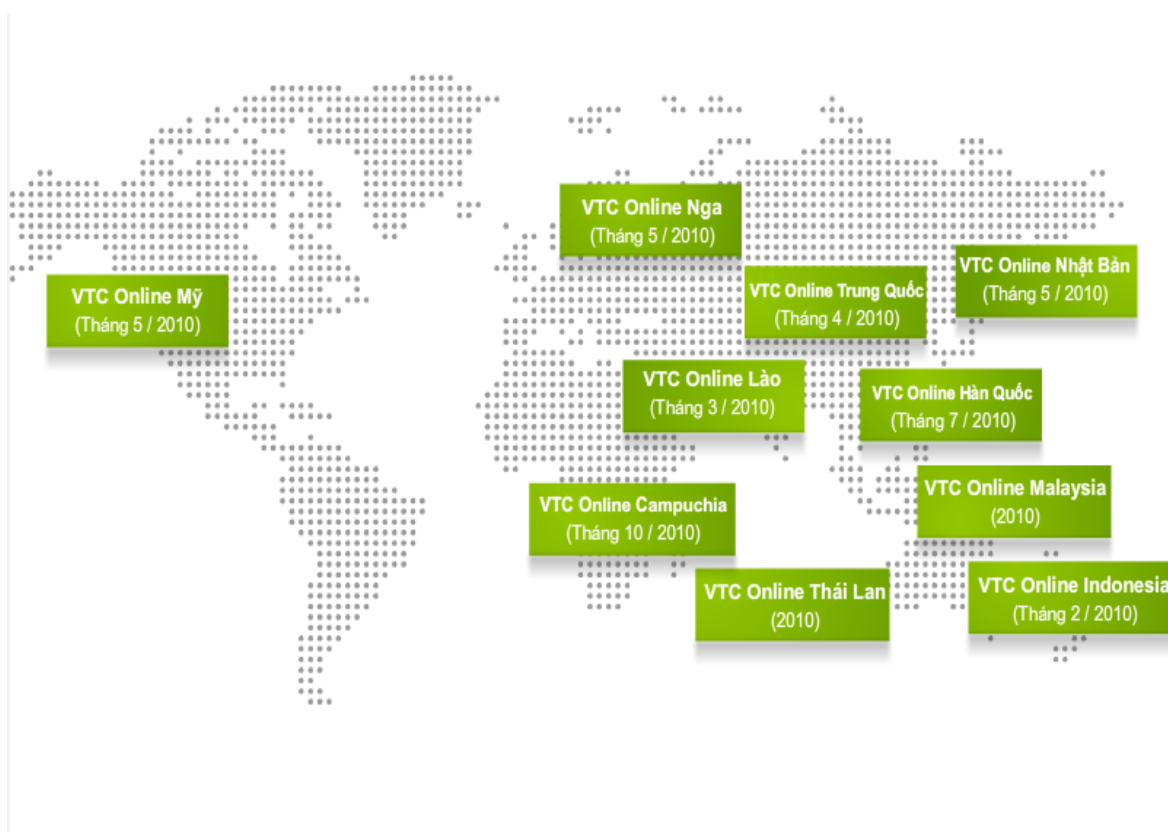 VTC Online Nga
(Tháng 5 / 2010)
VTC Online Nhật Bản
(Tháng 5 / 2010)
VTC Online Mỹ
(Tháng 5 / 2010)
VTC Online Trung Quốc
(Tháng 4 / 2010)
VTC Online Lào
(Tháng 3 / 2010)
VTC Online Hàn Quốc
(Tháng 7 / 2010)
VTC Online Malaysia
(2010)
VTC Online Campuchia
(Tháng 10 / 2010)
VTC Online Thái Lan
(2010)
VTC Online Indonesia
(Tháng 2 / 2010)